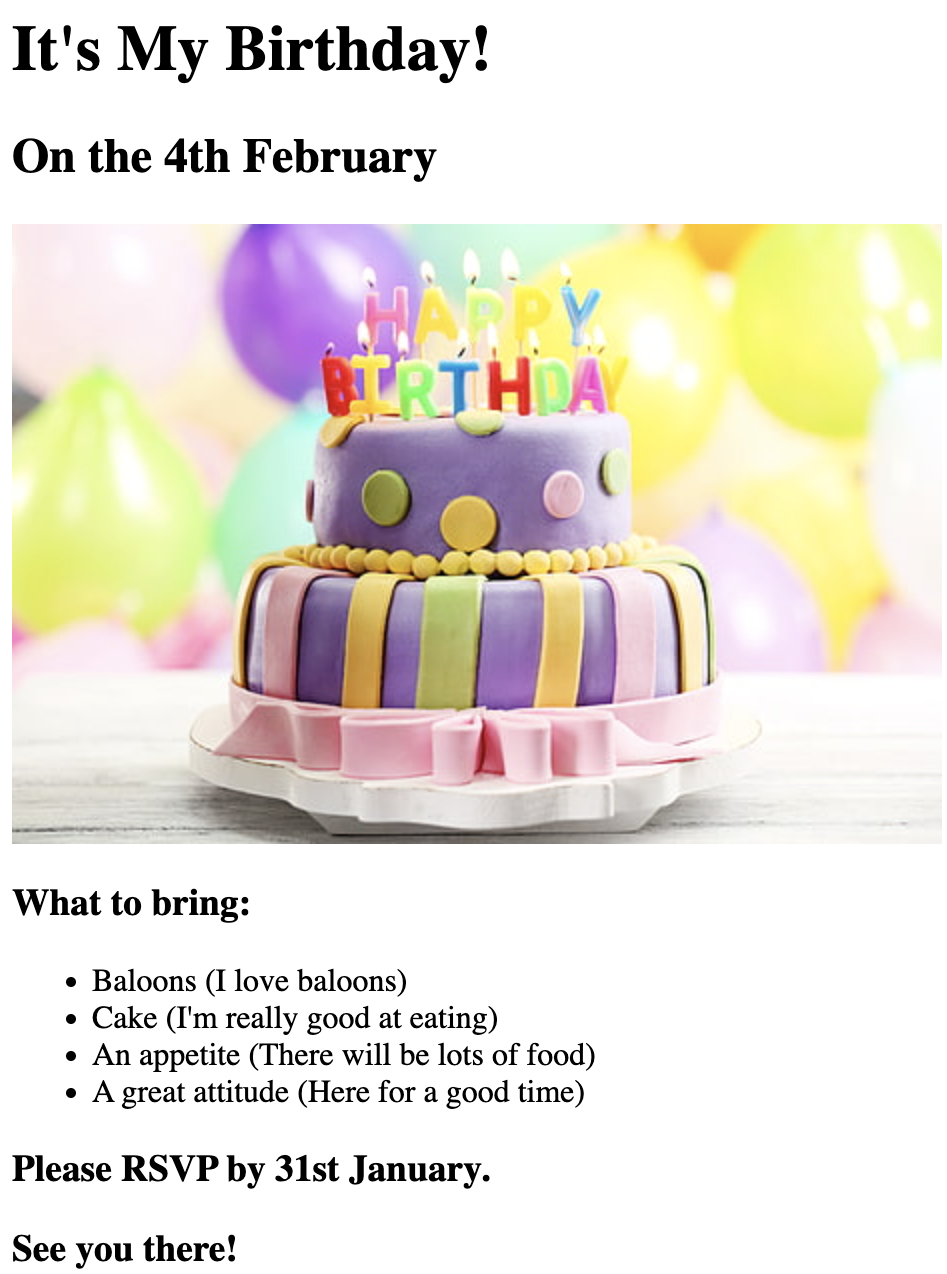 It's My Birthday!
On the 4th February
HAPPY
BIRTHDAY
What to bring:
Baloons (I love baloons)
Cake (I'm really good at eating)
An appetite (There will be lots of food)
A great attitude (Here for a good time)
Please RSVP by 31st January.
See you there!